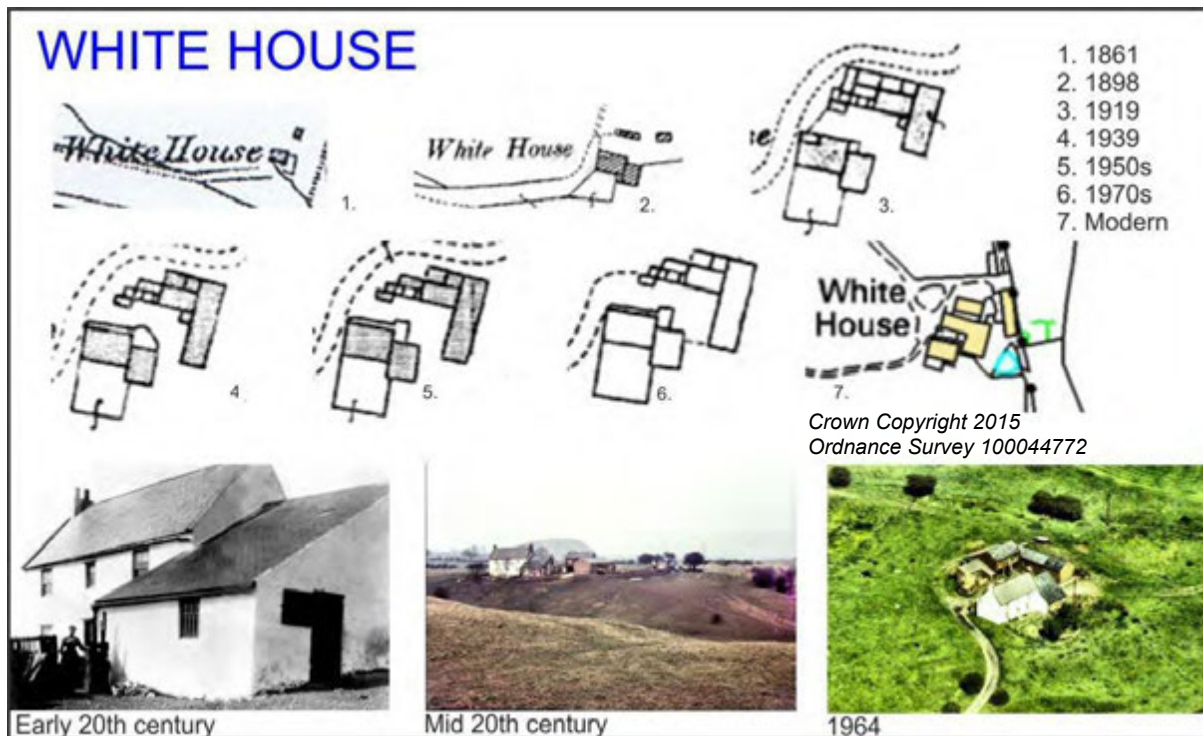 WHITE HOUSE
1. 1861
2. 1898
3. 1919
4. 1939
5. 1950s
6. 1970s
7. Modern
White House
1.
White House
2.
3.
4.
5.
6.
White
House
7.
Crown Copyright 2015
Ordnance Survey 100044772
Early 20th century
Mid 20th century
1964